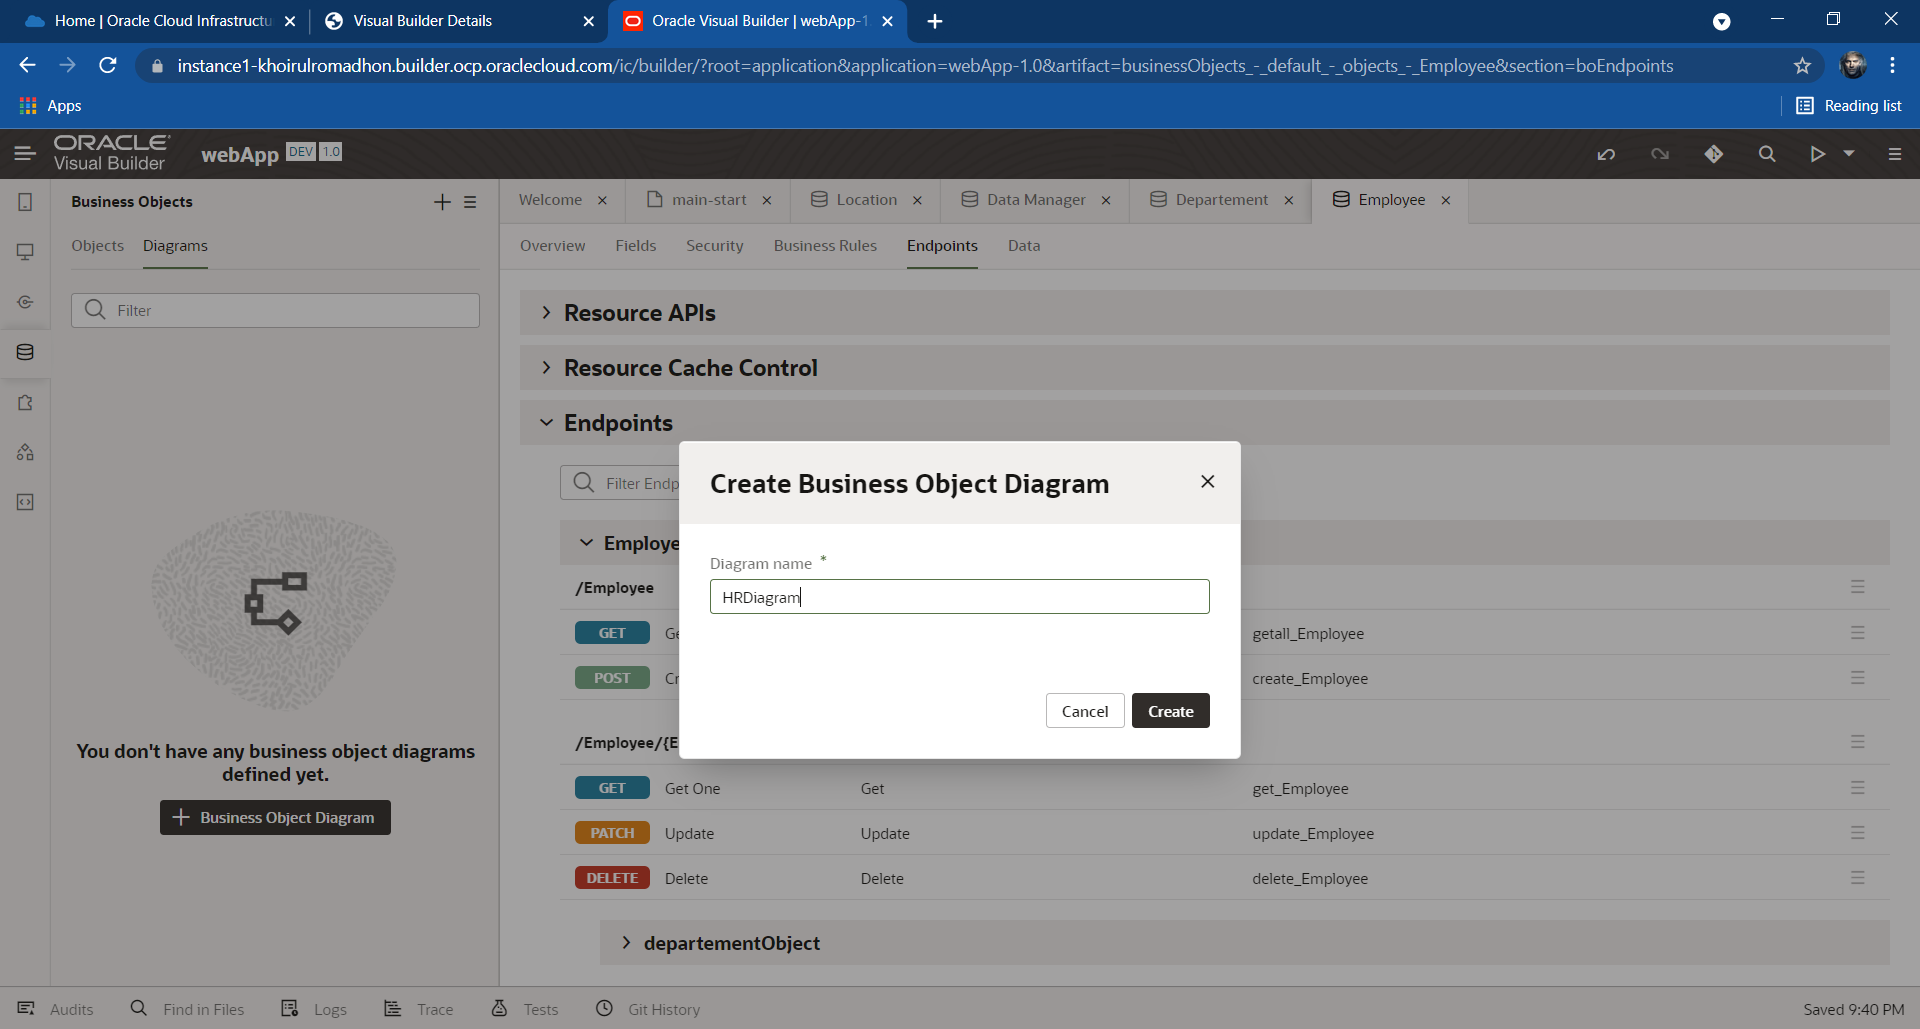 Home | Oracle Cloud Infrastructu
Visual Builder Details
Oracle Visual Builder | webApp-1
instance1-khoirulromadhon.builder.ocp.oraclecloud.com/ic/builder/?root=application&application=webApp-1.0&artifact=businessObjects_-_default_-_objects_-_Employee&section=boEndpoints
Apps
Reading list
ORACLE
Visual Builder
webApp DEV 1.0
Business Objects
Objects Diagrams
Filter
You don't have any business object diagrams
defined yet.
+ Business Object Diagram
Welcome
main-start
Location
Data Manager
Departement
Employee
Overview Fields Security Business Rules Endpoints Data
Resource APIs
Resource Cache Control
Endpoints
Filter Endp
Employe
/Employee
GET Ge getall_Employee
POST Cr create_Employee
/Employee/{E
GET Get One Get get_Employee
PATCH Update Update update_Employee
DELETE Delete Delete delete_Employee
departementObject
Create Business Object Diagram
Diagram name *
HRDiagram
Cancel Create
Audits Find in Files Logs Trace Tests Git History Saved 9:40 PM